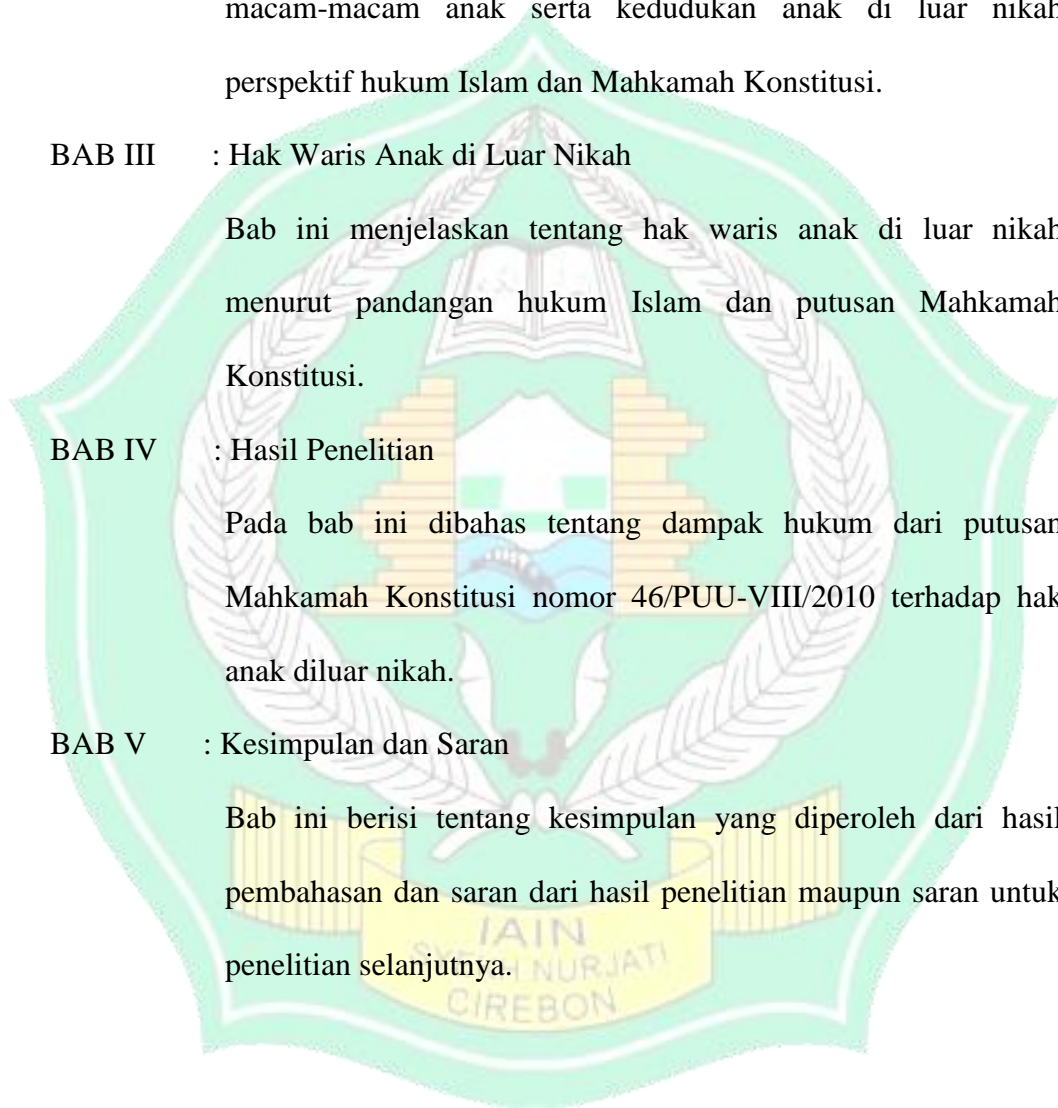 macam-macam anak serta kedudukan anak di luar nikah
perspektif hukum Islam dan Mahkamah Konstitusi.
BAB III : Hak Waris Anak di Luar Nikah
Bab ini menjelaskan tentang hak waris anak di luar nikah
menurut pandangan hukum Islam dan putusan Mahkamah
Konstitusi.
BAB IV : Hasil Penelitian
Pada bab ini dibahas tentang dampak hukum dari putusan
Mahkamah Konstitusi nomor 46/PUU-VIII/2010 terhadap hak
anak diluar nikah.
BAB V : Kesimpulan dan Saran
Bab ini berisi tentang kesimpulan yang diperoleh dari hasil
pembahasan dan saran dari hasil penelitian maupun saran untuk
IAIN
penelitian selanjutnya.
NURJATI
CIREBON